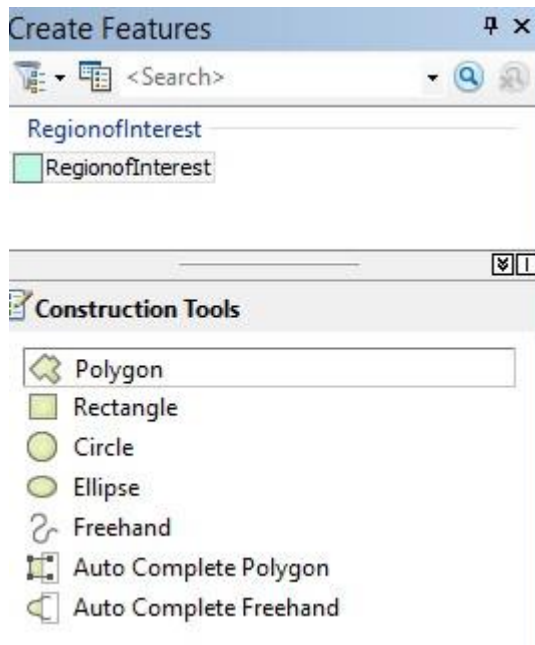 Create Features
<Search>
RegionofInterest
RegionofInterest
Construction Tools
Polygon
Rectangle
Circle
Ellipse
Freehand
Auto Complete Polygon
Auto Complete Freehand